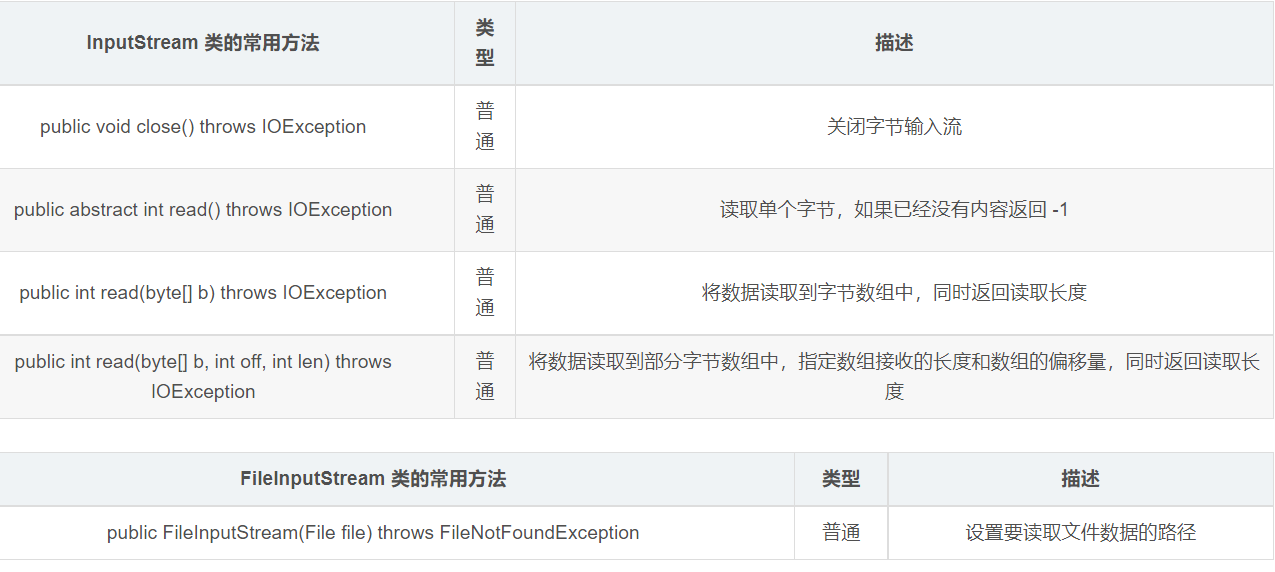 InputStream 类的常用方法
类
型
描述
public void close() throws IOException
普
通
关闭字节输入流
public abstract int read() throws IOException
普
通
读取单个字节，如果已经没有内容返回 -1
public int read(byte[] b) throws IOException
普
通
将数据读取到字节数组中，同时返回读取长度
public int read(byte[] b, int off, int len) throws
IOException
普
通
将数据读取到部分字节数组中，指定数组接收的长度和数组的偏移量，同时返回读取长
度
FileInputStream 类的常用方法
类型
描述
public FileInputStream(File file) throws FileNotFoundException
普通
设置要读取文件数据的路径